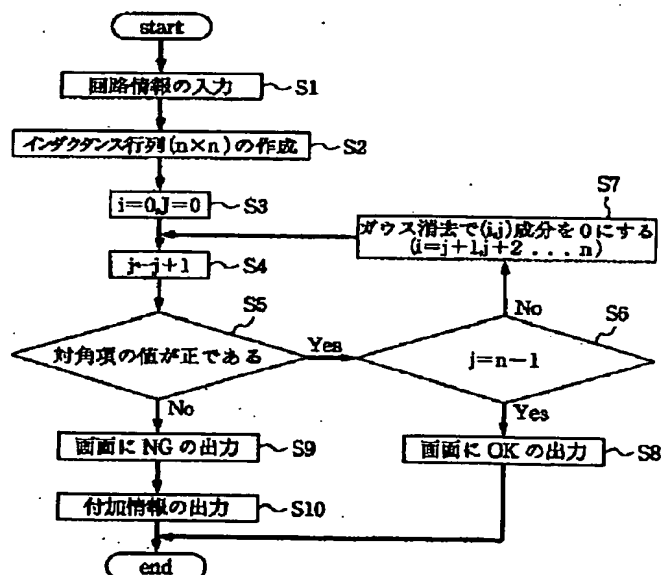 start
回路情報の入力
S1
インダクタンス行列(n×n)の作成
S2
i=0,J=0
S3
S7
ガウス消去で(i,j)成分を0にする
(i=j+1,j+2...n)
j←j+1
S4
No
S5
S6
対角項の値が正である
Yes
j=n-1
No
Yes
画面に NG の出力
S9
画面に OK の出力
S8
付加情報の出力
S10
end